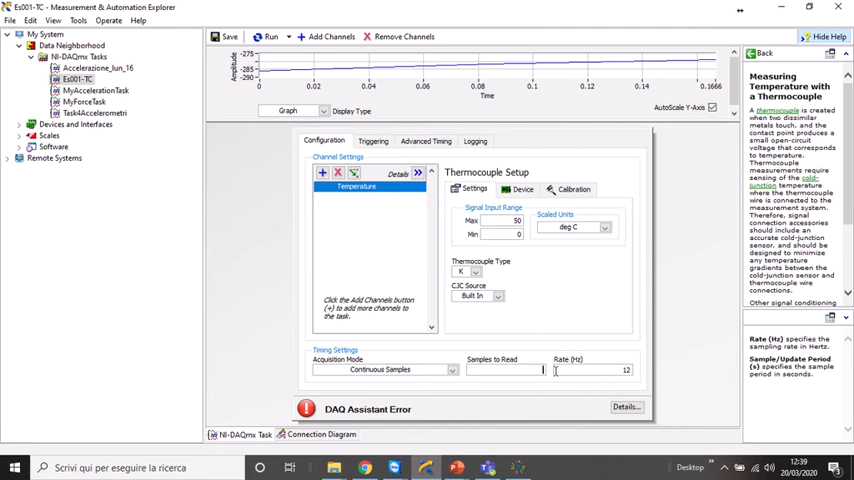 Es001-TC - Measurement & Automation Explorer
File Edit View Tools Operate Help
My System
Data Neighborhood
NI-DAQmx Tasks
Accelerazione_lun_16
Es001-TC
MyAccelerationTask
MyForceTask
Task4Accelerometri
Devices and Interfaces
Scales
Software
Remote Systems
Save Run Add Channels Remove Channels Hide Help
Amplitude
-275
-285
-290
0 0.02 0.04 0.06 0.08 0.1 0.12 0.1666
Time
Graph Display Type AutoScale Y-Axis
Configuration Triggering Advanced Timing Logging
Channel Settings
Details
Temperature
Click the Add Channels button
(+) to add more channels to
the task.
Thermocouple Setup
Settings Device Calibration
Signal Input Range
Max 50
Min 0
Scaled Units
deg C
Thermocouple Type
K
CJC Source
Built In
Timing Settings
Acquisition Mode Samples to Read Rate (Hz)
Continuous Samples 12
DAQ Assistant Error Details...
NI-DAQmx Task Connection Diagram
Back
Measuring
Temperature with
a Thermocouple
A thermocouple is
created when two
dissimilar metals touch, and
the contact point
produces a small open-circuit
voltage that
corresponds to temperature.
Thermocouple
measurements require
sensing of the cold-
junction temperature
where the thermocouple
wire is connected to the
measurement system.
Therefore, signal
connection accessories
should include an
accurate cold-junction
sensor, and should be
designed to minimize
any temperature
gradients between the
cold-junction sensor and
thermocouple wire
connections.
Other signal conditioning
Rate (Hz) specifies the
sampling rate in Hertz.
Sample/Update Period
(s) specifies the sample
period in seconds.
Scrivi qui per eseguire la ricerca
Desktop
12:39
20/03/2020